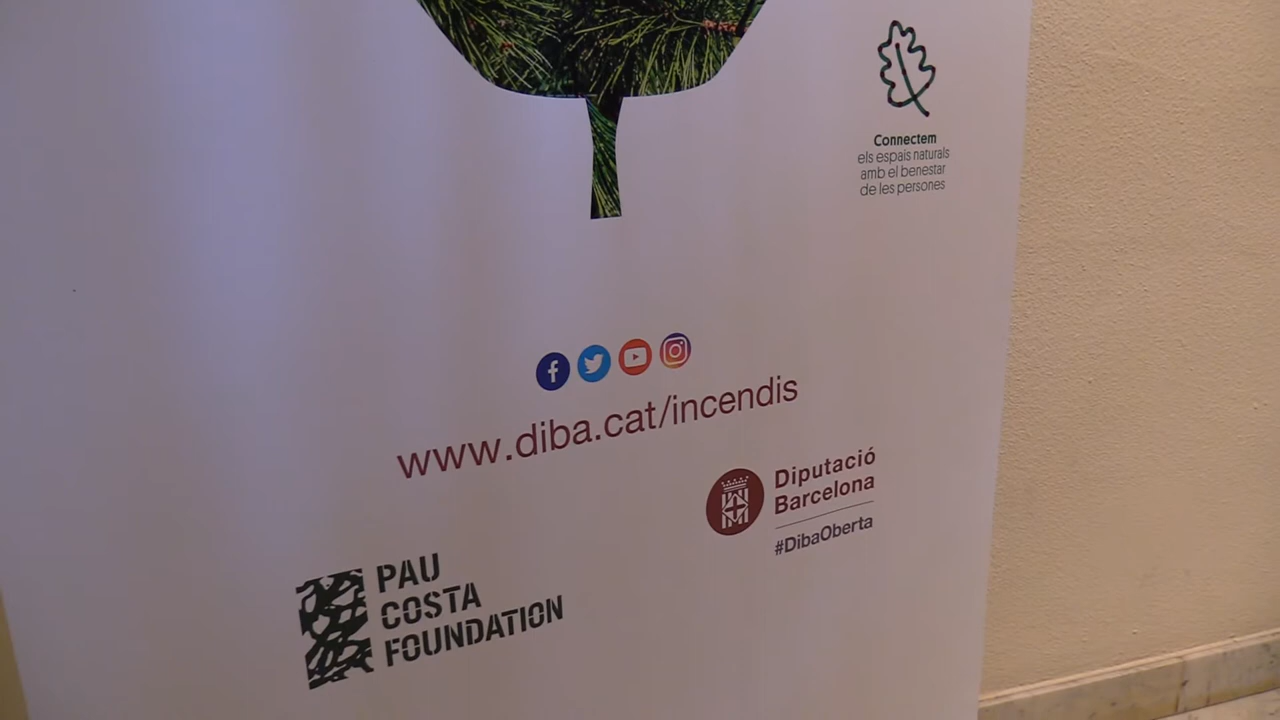 Connectem
els espais naturals
amb el benestar
de les persones
www.diba.cat/incendis
Diputació
Barcelona
#DibaOberta
PAU
COSTA
FOUNDATION